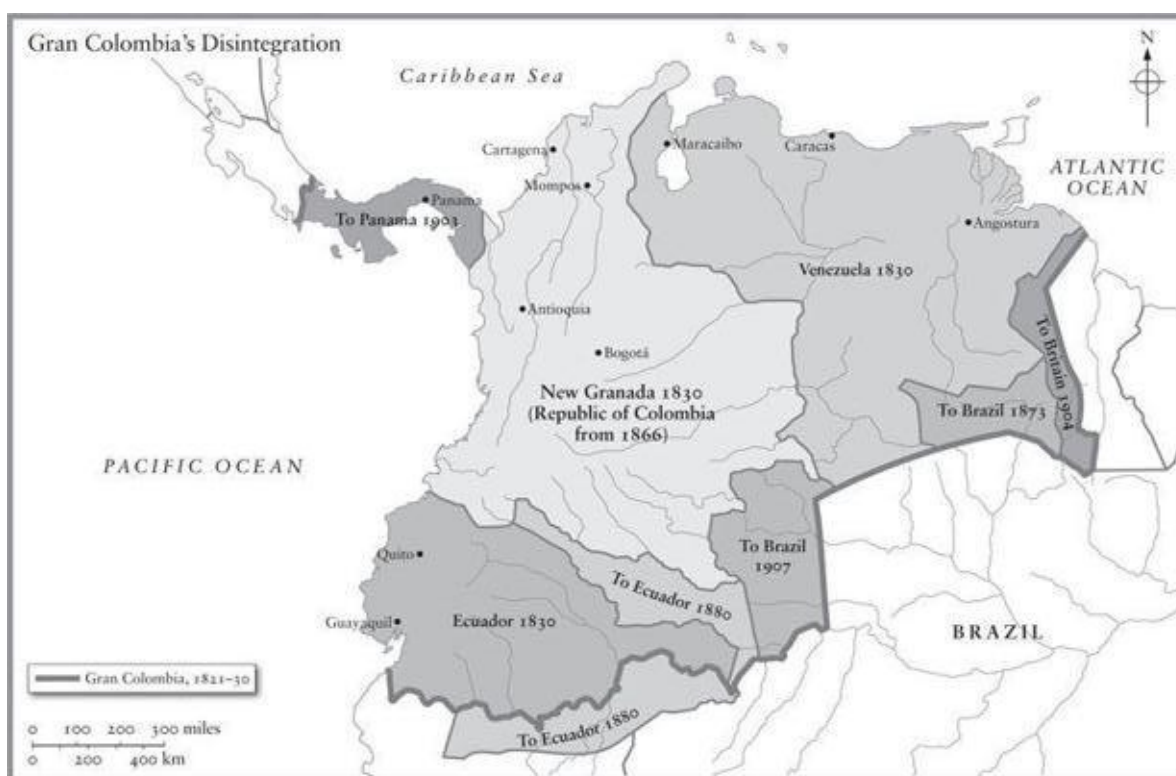 Gran Colombia's Disintegration
N
Caribbean Sea
Cartagena
Maracaibo
Caracas
ATLANTIC
OCEAN
Mompos
Panama
To Panama 1903
Angostura
Venezuela 1830
Antioquia
Bogotá
To Britain 1904
New Granada 1830
(Republic of Colombia
from 1866)
To Brazil 1873
PACIFIC OCEAN
Quito
To Brazil
1907
To Ecuador 1880
Guayaquil
Ecuador 1830
BRAZIL
Gran Colombia, 1821–30
To Ecuador 1880
0 100 200 300 miles
0 200 400 km